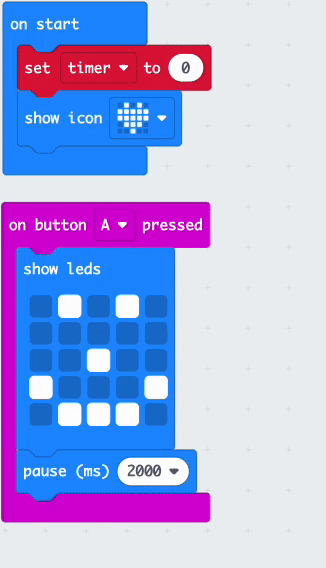 on start
set timer to 0
show icon
on button A pressed
show leds
pause (ms) 2000